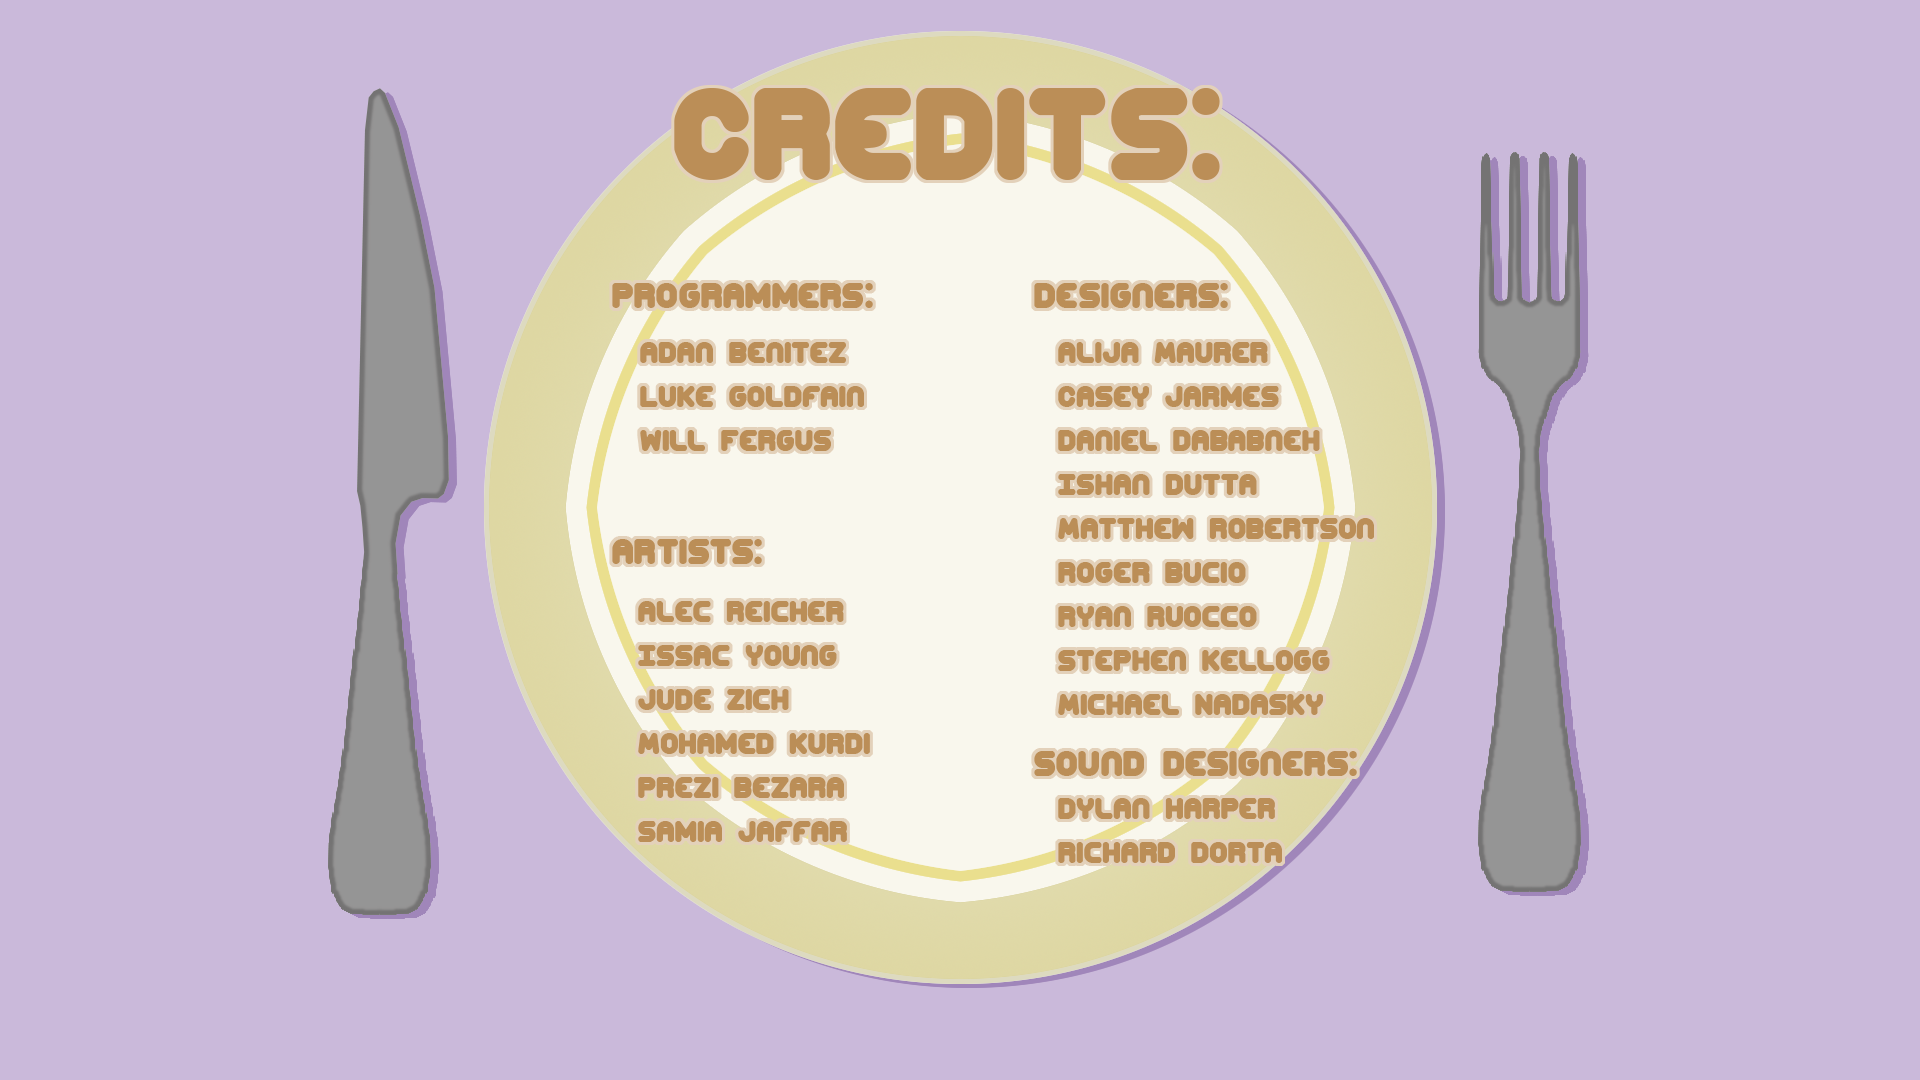 CREDITS:
PROGRAMMERS:
ADAN BENITEZ
LUKE GOLDFAIN
WILL FERGUS
ARTISTS:
ALEC REICHER
ISSAC YOUNG
JUDE ZICH
MOHAMED KURDI
PREZI BEZARA
SAMIA JAFFAR
DESIGNERS:
ALIJA MAURER
CASEY JARMES
DANIEL DABABNEH
ISHAN DUTTA
MATTHEW ROBERTSON
ROGER BUCIO
RYAN RUOCCO
STEPHEN KELLOGG
MICHAEL NADASKY
SOUND DESIGNERS:
DYLAN HARPER
RICHARD DORTA